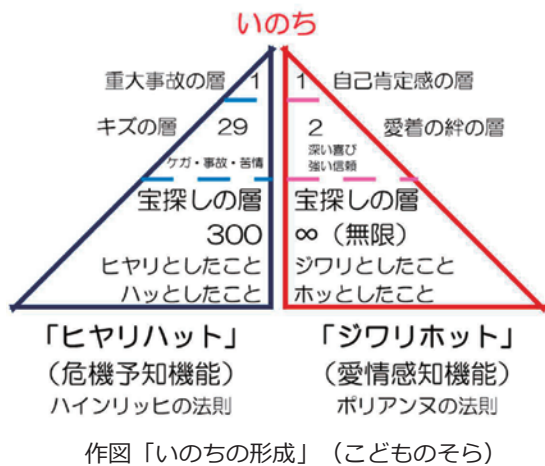 いのち
重大事故の層 1
1 自己肯定感の層
キズの層 29
2 愛着の絆の層
ケガ・事故・苦情
深い喜び
強い信頼
宝探しの層
300
ヒヤリとしたこと
ハッとしたこと
宝探しの層
∞（無限）
ジワリとしたこと
ホッとしたこと
「ヒヤリハット」
（危機予知機能）
ハインリッヒの法則
「ジワリホット」
（愛情感知機能）
ポリアンヌの法則
作図「いのちの形成」（こどものそら）